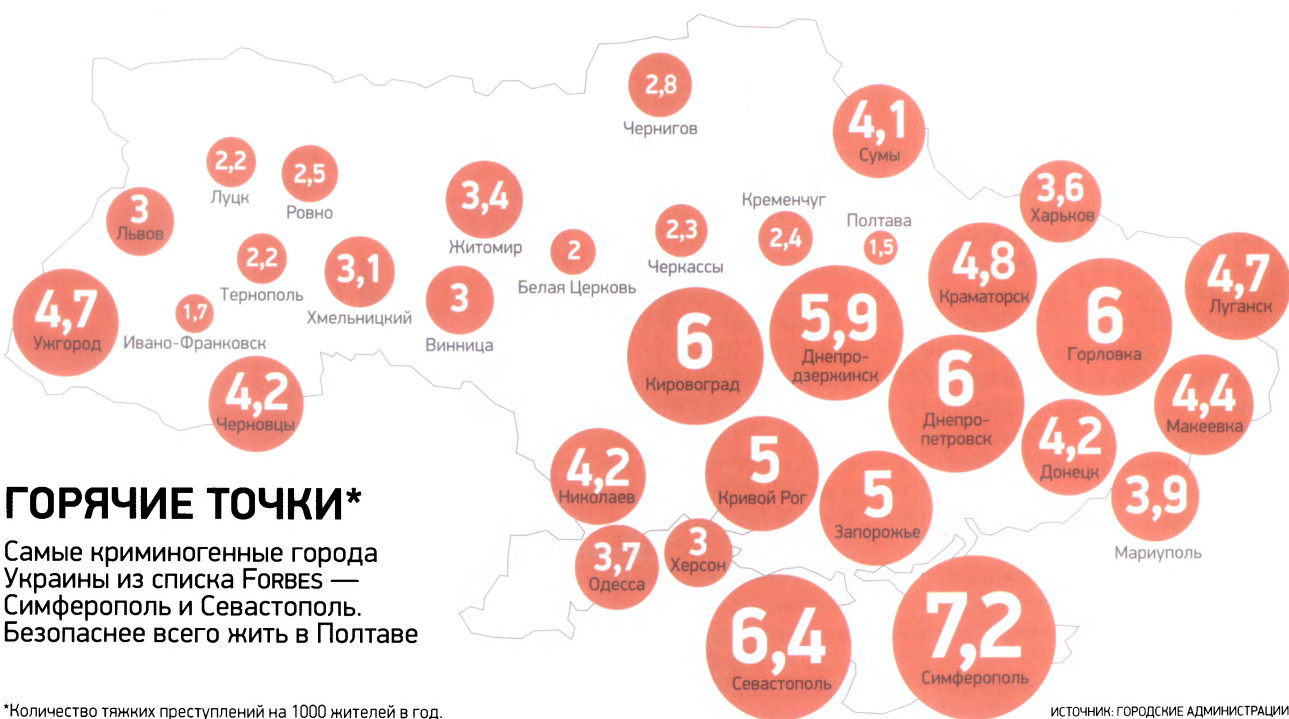 2,8
Чернигов
4,1
Сумы
2,2
Луцк
2,5
Ровно
3
Львов
3,4
Житомир
2,3
Черкассы
Кременчуг
2,4
Полтава
1,5
3,6
Харьков
2,2
Тернополь
3,1
Хмельницкий
2
Белая Церковь
4,8
Краматорск
4,7
Луганск
4,7
Ужгород
1,7
Ивано-Франковск
3
Винница
6
Кировоград
5,9
Днепро-
дзержинск
6
Горловка
4,2
Черновцы
6
Днепро-
петровск
4,4
Макеевка
4,2
Николаев
5
Кривой Рог
5
Запорожье
4,2
Донецк
3,9
Мариуполь
3,7
Одесса
3
Херсон
6,4
Севастополь
7,2
Симферополь
ГОРЯЧИЕ ТОЧКИ*
Самые криминогенные города
Украины из списка FORBES —
Симферополь и Севастополь.
Безопаснее всего жить в Полтаве
*Количество тяжких преступлений на 1000 жителей в год.
ИСТОЧНИК: ГОРОДСКИЕ АДМИНИСТРАЦИИ